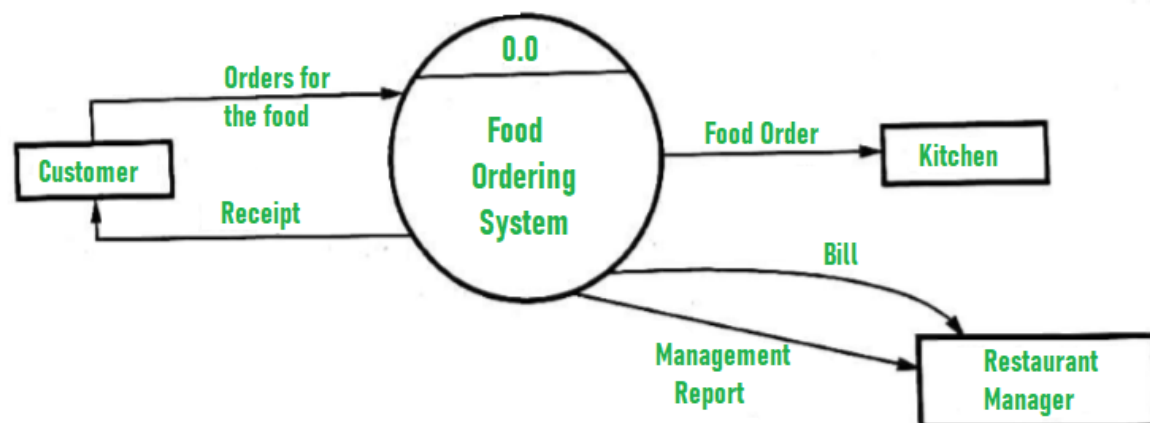 0.0
Orders for
the food
Food
Ordering
System
Food Order
Kitchen
Customer
Receipt
Bill
Management
Report
Restaurant
Manager